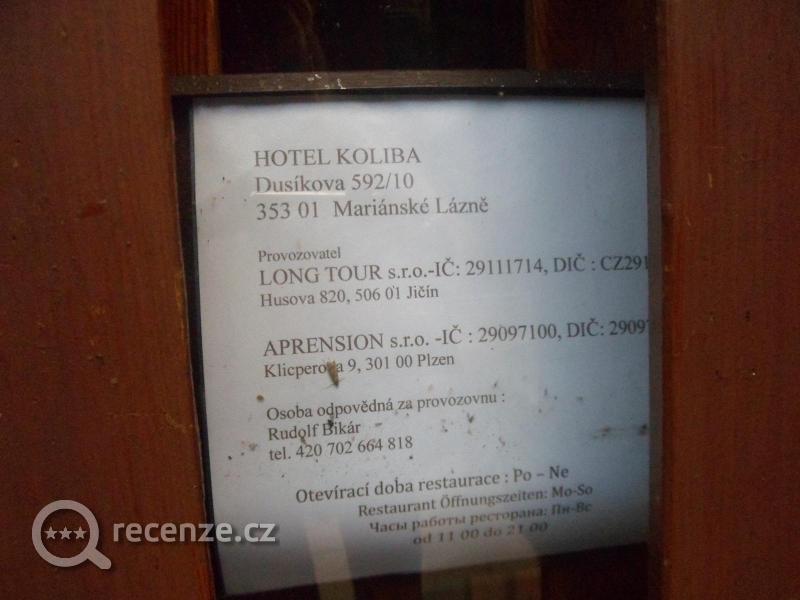 HOTEL KOLIBA
Dusíkova 592/10
353 01 Mariánské Lázně
Provozovatel
LONG TOUR s.r.o.-IČ: 29111714, DIČ : CZ291
Husova 820, 506 01 Jičín
APRENSION s.r.o. -IČ : 29097100, DIČ: 29097
Klicperova 9, 301 00 Plzen
Osoba odpovědná za provozovnu :
Rudolf Bikár
tel. 420 702 664 818
Otevírací doba restaurace : Po – Ne
Restaurant Öffnungszeiten: Mo-So
Часы работы ресторана: Пн-Вс
od 11 00 do 21.00
recenze.cz